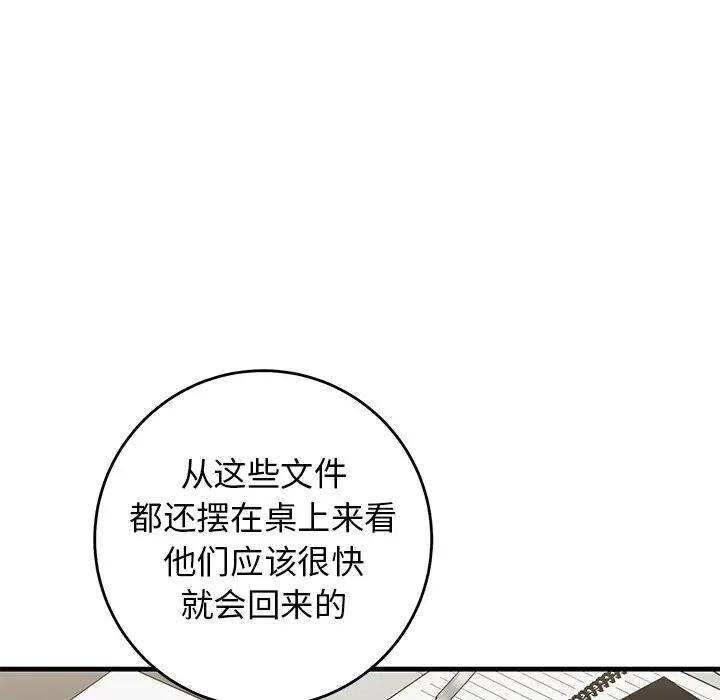 从这些文件
都还摆在桌上来看
他们应该很快
就会回来的